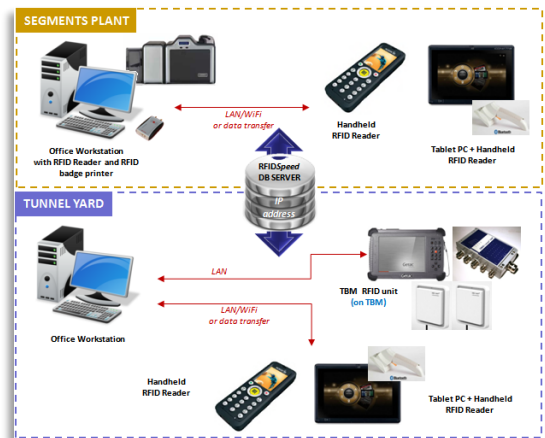 SEGMENTS PLANT
LAN/WiFi
or data transfer
Office Workstation
with RFID Reader and RFID
badge printer
Handheld
RFID Reader
Bluetooth
Tablet PC + Handheld
RFID Reader
RFIDSpeed
DB SERVER
IP
address
TUNNEL YARD
LAN
TBM RFID unit
(on TBM)
LAN/WiFi
or data transfer
Office Workstation
Handheld
RFID Reader
Bluetooth
Tablet PC + Handheld
RFID Reader